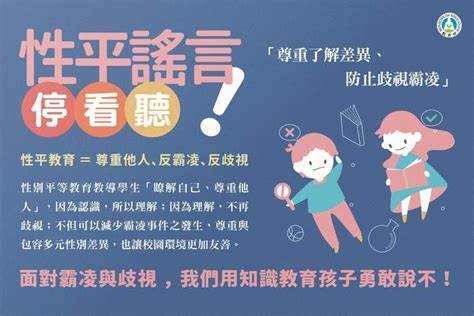 性平謠言
停看聽!
「尊重了解差異、
防止歧視霸凌」
性平教育 = 尊重他人、反霸凌、反歧視
性別平等教育教導學生「瞭解自己、尊重他
人」,因為認識,所以理解;因為理解,不再
歧視;不但可以減少霸凌事件之發生,尊重與
包容多元性別差異,也讓校園環境更加友善。
面對霸凌與歧視,我們用知識教育孩子勇敢說不!